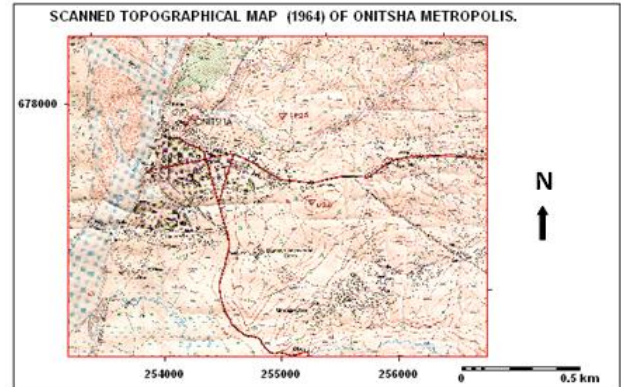 SCANNED TOPOGRAPHICAL MAP (1964) OF ONITSHA METROPOLIS.
678000
ONITSHA
N
254000
255000
256000
0
0.5 km